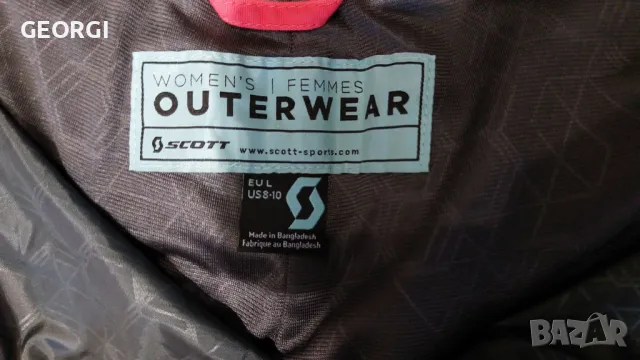 GEORGI
WOMEN'S | FEMMES
OUTERWEAR
SCOTT
www.scott-sports.com
EU L
US 8-10
Made in Bangladesh
Fabrique au Bangladesh
BAZAR